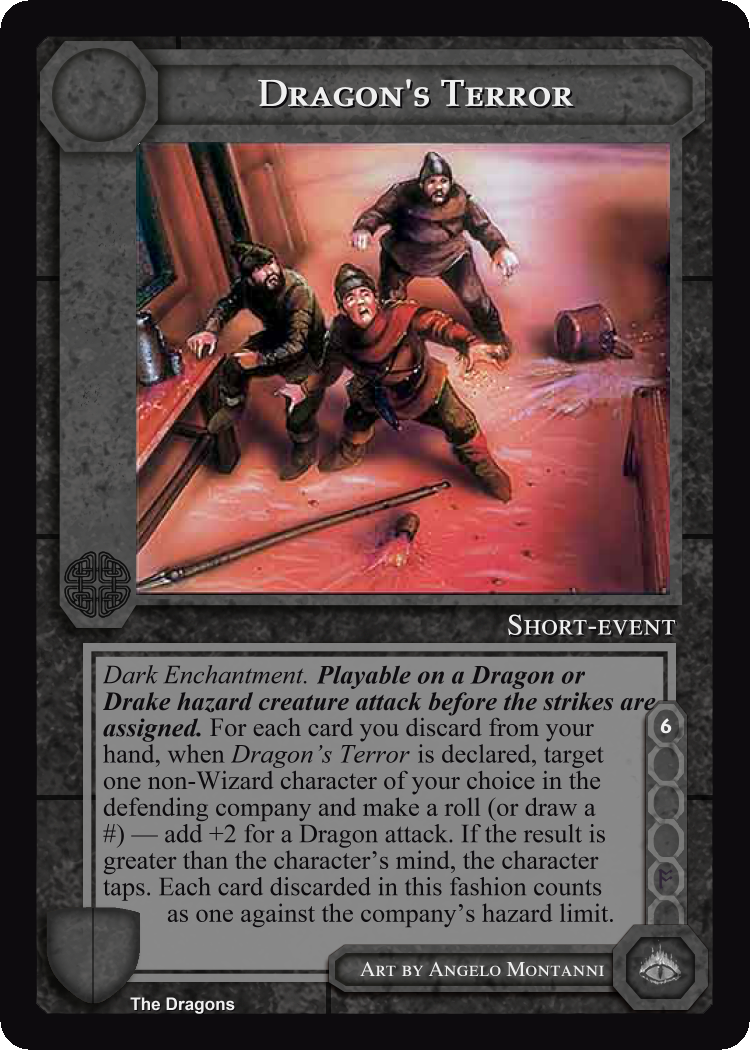 Dragon's Terror
Short-event
Dark Enchantment. Playable on a Dragon or
Drake hazard creature attack before the strikes are
assigned. For each card you discard from your
hand, when Dragon’s Terror is declared, target
one non-Wizard character of your choice in the
defending company and make a roll (or draw a
#) — add +2 for a Dragon attack. If the result is
greater than the character’s mind, the character
taps. Each card discarded in this fashion counts
as one against the company’s hazard limit.
6
Art by Angelo Montanni
The Dragons